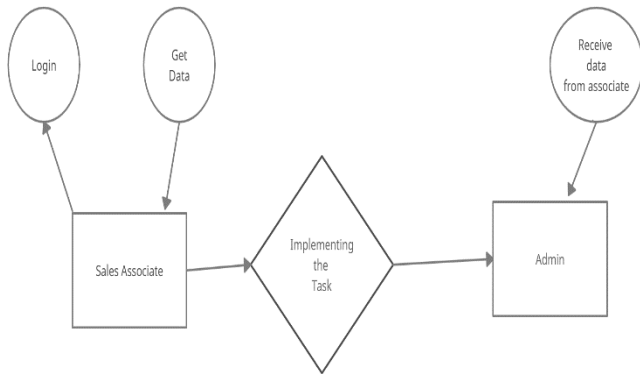 Login
Get
Data
Receive
data
from associate
Sales Associate
Implementing
the
Task
Admin